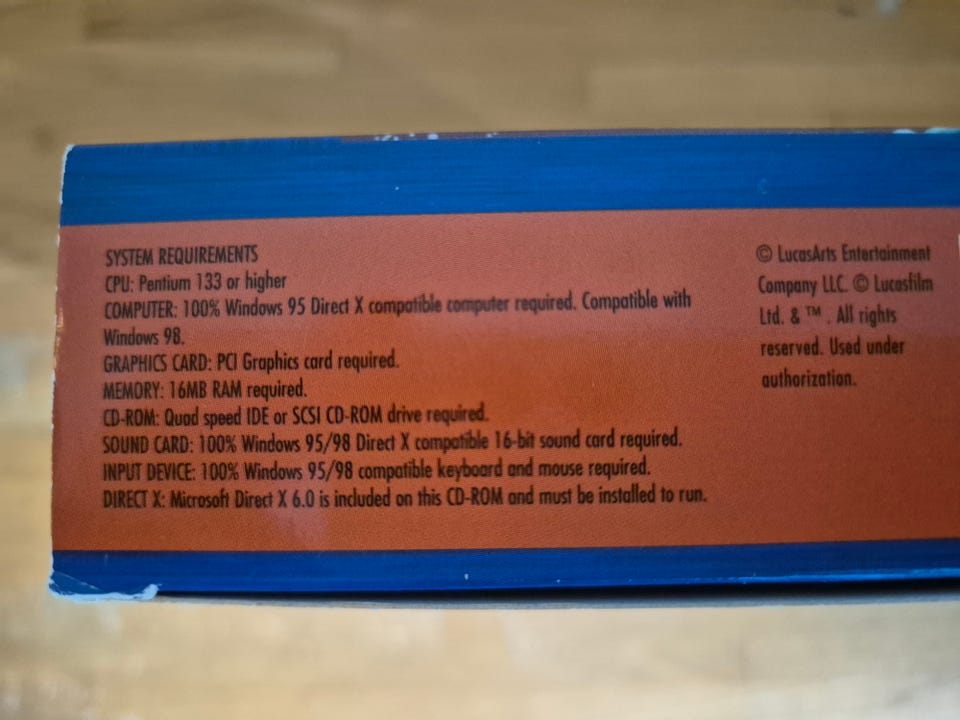 SYSTEM REQUIREMENTS
CPU: Pentium 133 or higher
COMPUTER: 100% Windows 95 Direct X compatible computer required. Compatible with
Windows 98.
GRAPHICS CARD: PCI Graphics card required.
MEMORY: 16MB RAM required.
CD-ROM: Quad speed IDE or SCSI CD-ROM drive required.
SOUND CARD: 100% Windows 95/98 Direct X compatible 16-bit sound card required.
INPUT DEVICE: 100% Windows 95/98 compatible keyboard and mouse required.
DIRECT X: Microsoft Direct X 6.0 is included on this CD-ROM and must be installed to run.
© LucasArts Entertainment
Company LLC. © Lucasfilm
Ltd. & ™ . All rights
reserved. Used under
authorization.